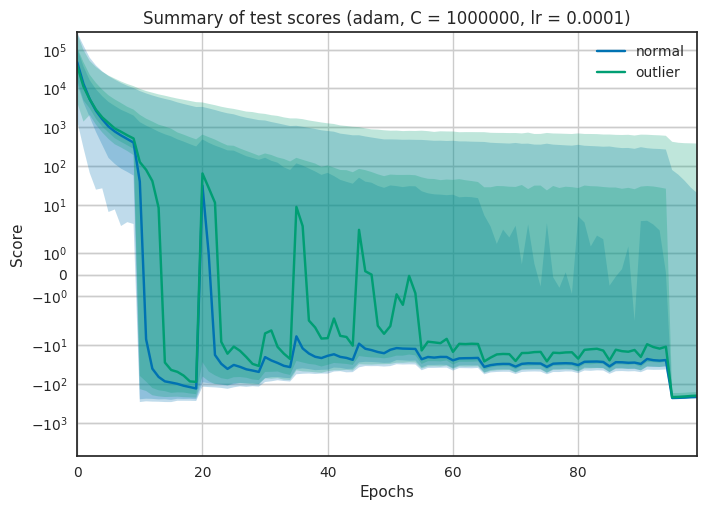 Summary of test scores (adam, C = 1000000, lr = 0.0001)
normal
outlier
Score
10⁵
10⁴
10³
10²
10¹
10⁰
0
−10⁰
−10¹
−10²
−10³
0 20 40 60 80
Epochs